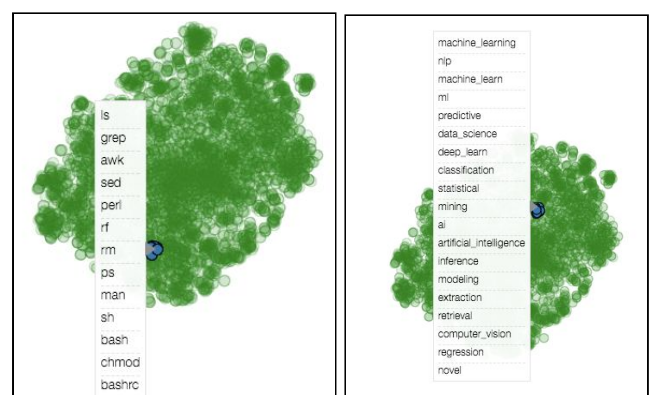 ls
grep
awk
sed
perl
rf
rm
ps
man
sh
bash
chmod
bashrc
machine_learning
nlp
machine_learn
ml
predictive
data_science
deep_learn
classification
statistical
mining
ai
artificial_intelligence
inference
modeling
extraction
retrieval
computer_vision
regression
novel